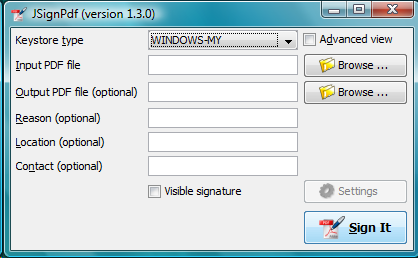 JSignPdf (version 1.3.0)
Keystore type WINDOWS-MY Advanced view
Input PDF file Browse ...
Output PDF file (optional) Browse ...
Reason (optional)
Location (optional)
Contact (optional)
Visible signature Settings
Sign It